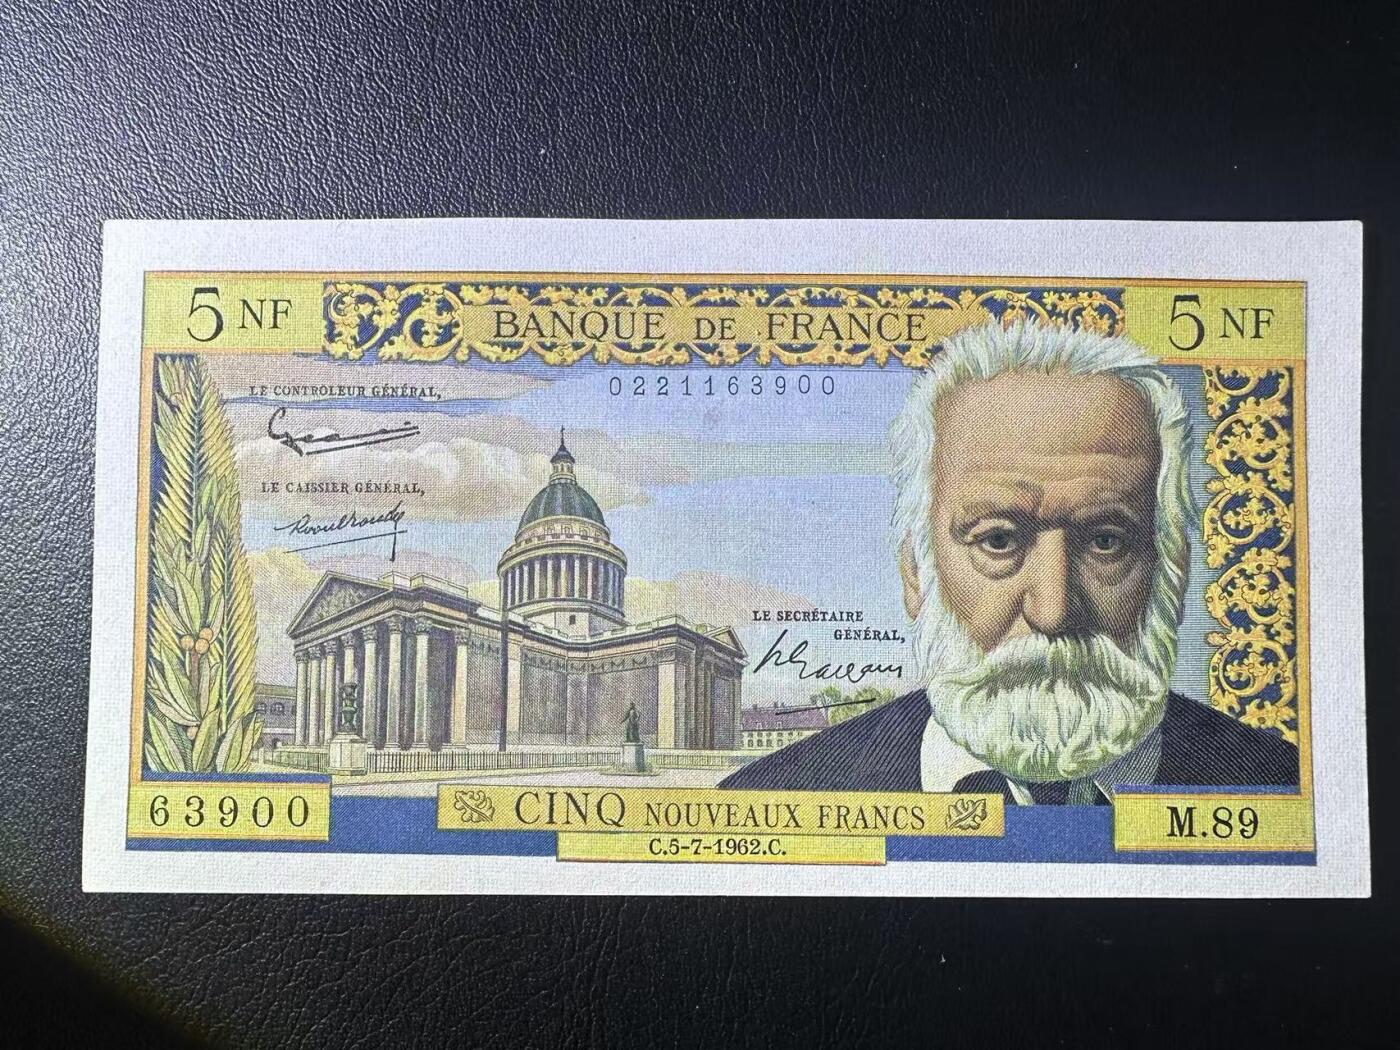 5 NF
BANQUE DE FRANCE
5 NF
0221163900
LE CONTROLEUR GÉNÉRAL,
LE CAISSIER GÉNÉRAL,
LE SECRÉTAIRE
GÉNÉRAL,
63900
CINQ NOUVEAUX FRANCS
M.89
C.5-7-1962.C.